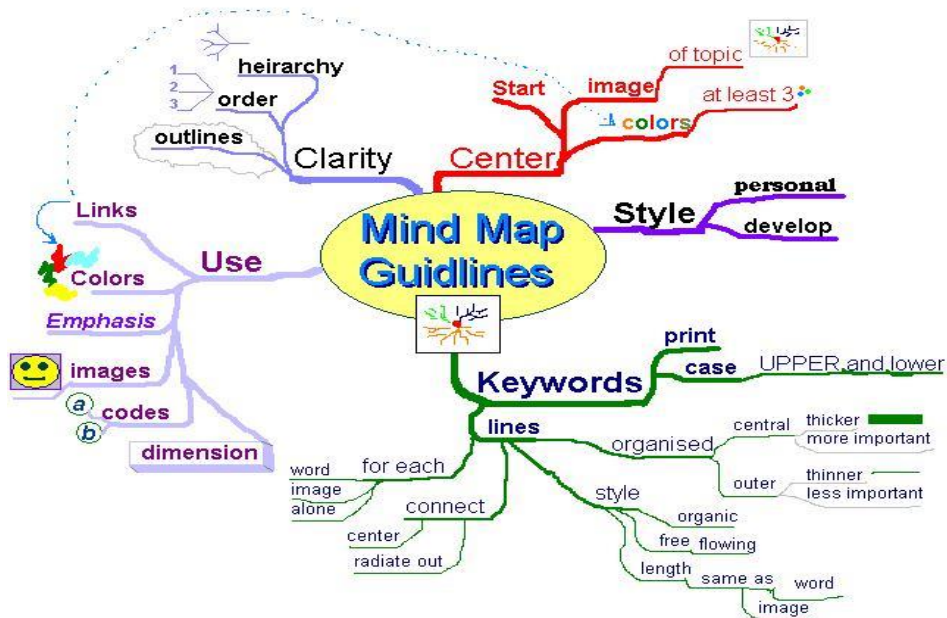 Mind Map
Guidlines
Center
Start
image
of topic
colors
at least 3
Style
personal
develop
Keywords
print
case
UPPER and lower
lines
organised
central
thicker
more important
outer
thinner
less important
style
organic
free flowing
length
same as
word
image
connect
center
radiate out
for each
word
image
alone
Use
Links
Colors
Emphasis
images
codes
a
b
dimension
Clarity
heirarchy
order
1
2
3
outlines